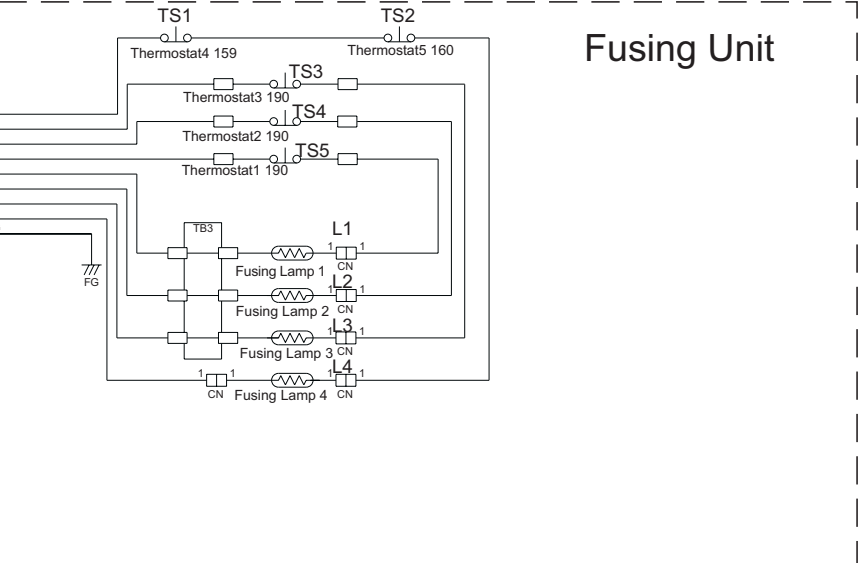 TS1
TS2
Fusing Unit
Thermostat4 159
Thermostat5 160
TS3
Thermostat3 190
TS4
Thermostat2 190
TS5
Thermostat1 190
TB3
L1
1 1
CN
Fusing Lamp 1
FG
L2
1 1
CN
Fusing Lamp 2
L3
1 1
CN
Fusing Lamp 3
L4
1 1
1 1
CN
Fusing Lamp 4
CN